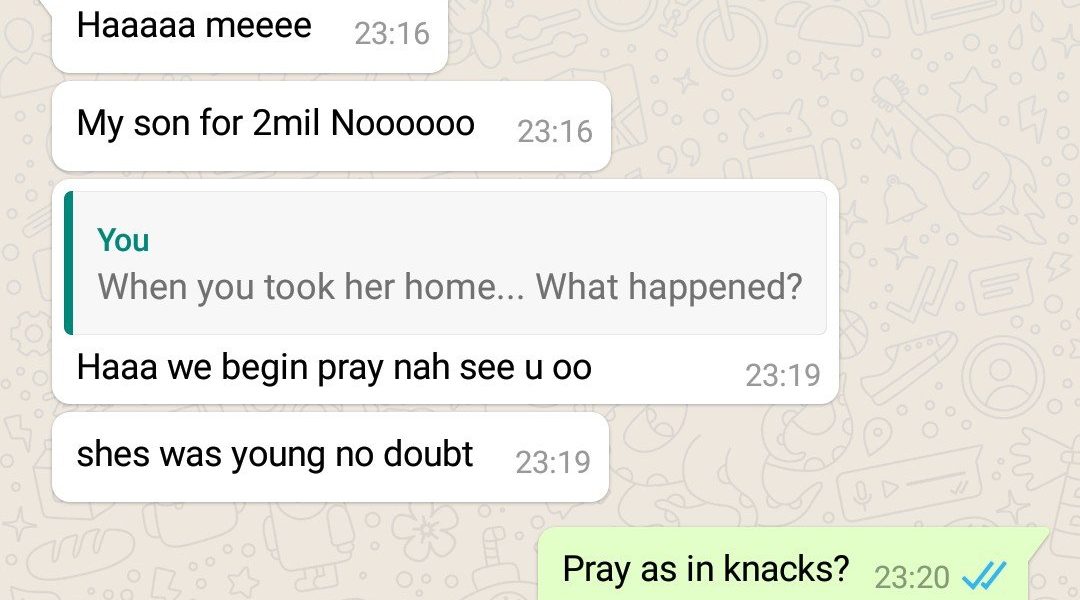 Haaaaa meeee 23:16
My son for 2mil Noooooo 23:16
You
When you took her home... What happened?
Haaa we begin pray nah see u oo 23:19
shes was young no doubt 23:19
Pray as in knacks? 23:20